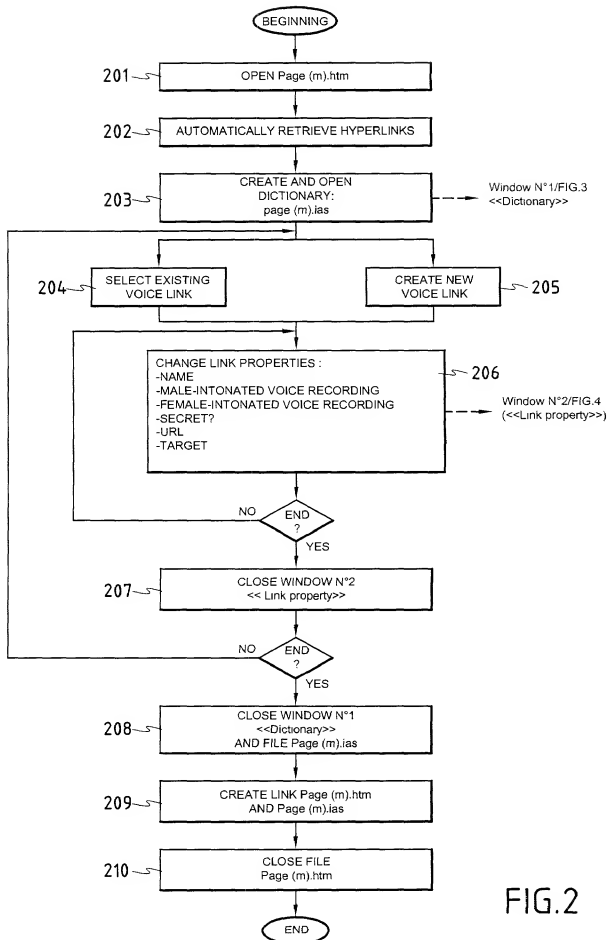 BEGINNING
201
OPEN Page (m).htm
202
AUTOMATICALLY RETRIEVE HYPERLINKS
203
CREATE AND OPEN
DICTIONARY:
page (m).ias
Window N°1/FIG.3
<<Dictionary>>
204
SELECT EXISTING
VOICE LINK
CREATE NEW
VOICE LINK
205
CHANGE LINK PROPERTIES :
-NAME
-MALE-INTONATED VOICE RECORDING
-FEMALE-INTONATED VOICE RECORDING
-SECRET?
-URL
-TARGET
206
Window N°2/FIG.4
(<<Link property>>)
NO
END
?
YES
207
CLOSE WINDOW N°2
<< Link property>>
NO
END
?
YES
208
CLOSE WINDOW N°1
<<Dictionary>>
AND FILE Page (m).ias
209
CREATE LINK Page (m).htm
AND Page (m).ias
210
CLOSE FILE
Page (m).htm
END
FIG.2